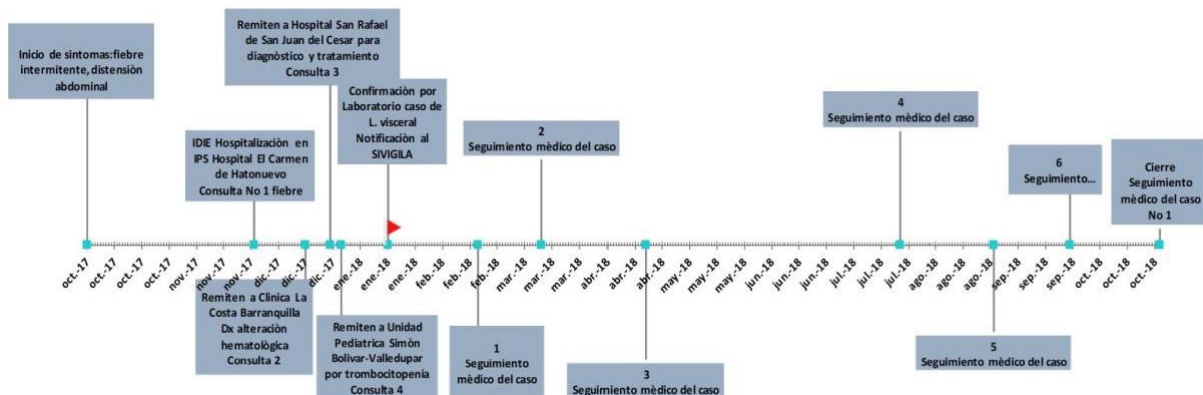 Inicio de sintomas:fiebre
intermitente, distensiòn
abdominal
IDIE Hospitalizaciòn en
IPS Hospital El Carmen
de Hatonuevo
Consulta No 1 fiebre
Remiten a Hospital San Rafael
de San Juan del Cesar para
diagnòstico y tratamiento
Consulta 3
Confirmaciòn por
Laboratorio caso de
L. visceral
Notificaciòn al
SIVIGILA
2
Seguimiento mèdico del caso
4
Seguimiento mèdico del caso
6
Seguimiento...
Cierre
Seguimiento
mèdico del caso
No 1
oct.-17
oct.-17
oct.-17
oct.-17
nov.-17
nov.-17
nov.-17
dic.-17
dic.-17
dic.-17
ene.-18
ene.-18
ene.-18
feb.-18
feb.-18
feb.-18
mar.-18
mar.-18
mar.-18
abr.-18
abr.-18
abr.-18
may.-18
may.-18
may.-18
jun.-18
jun.-18
jun.-18
jul.-18
jul.-18
jul.-18
ago.-18
ago.-18
ago.-18
sep.-18
sep.-18
sep.-18
oct.-18
oct.-18
oct.-18
Remiten a Clinica La
Costa Barranquilla
Dx alteraciòn
hematològica
Consulta 2
Remiten a Unidad
Pediatrica Simòn
Bolivar-Valledupar
por trombocitopenia
Consulta 4
1
Seguimiento
mèdico del caso
3
Seguimiento mèdico del caso
5
Seguimiento mèdico del caso